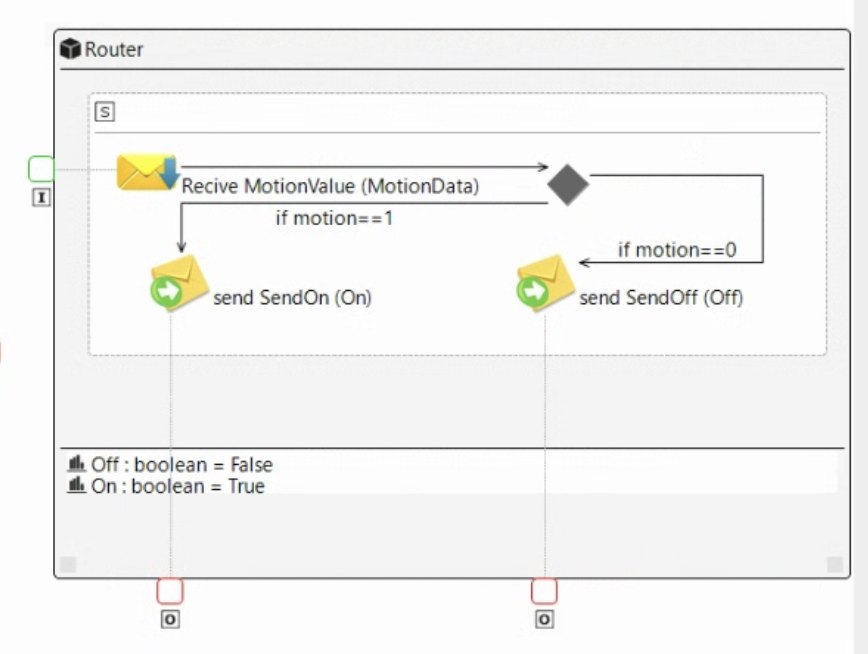 Router
S
I
Recive MotionValue (MotionData)
if motion==1
if motion==0
send SendOn (On)
send SendOff (Off)
Off : boolean = False
On : boolean = True
O
O